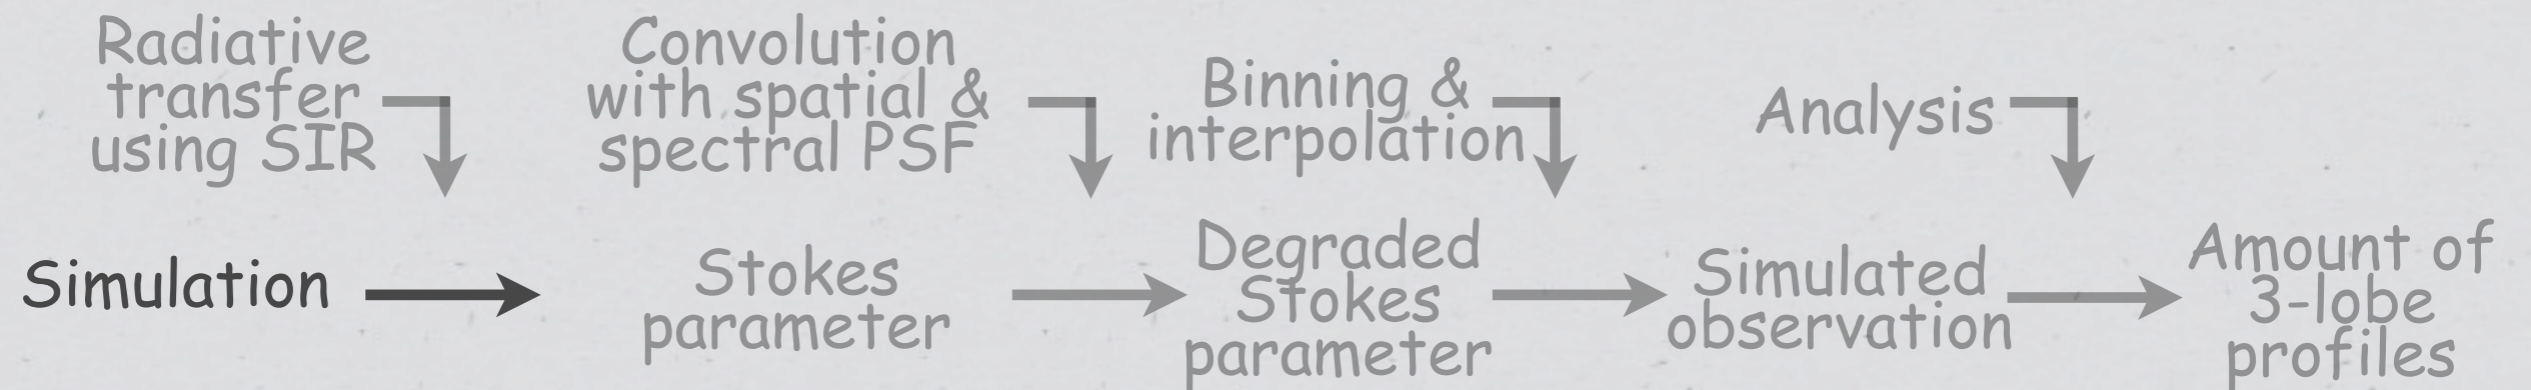 Radiative
transfer
using SIR
Convolution
with spatial &
spectral PSF
Binning &
interpolation
Analysis
Simulation
Stokes
parameter
Degraded
Stokes
parameter
Simulated
observation
Amount of
3-lobe
profiles